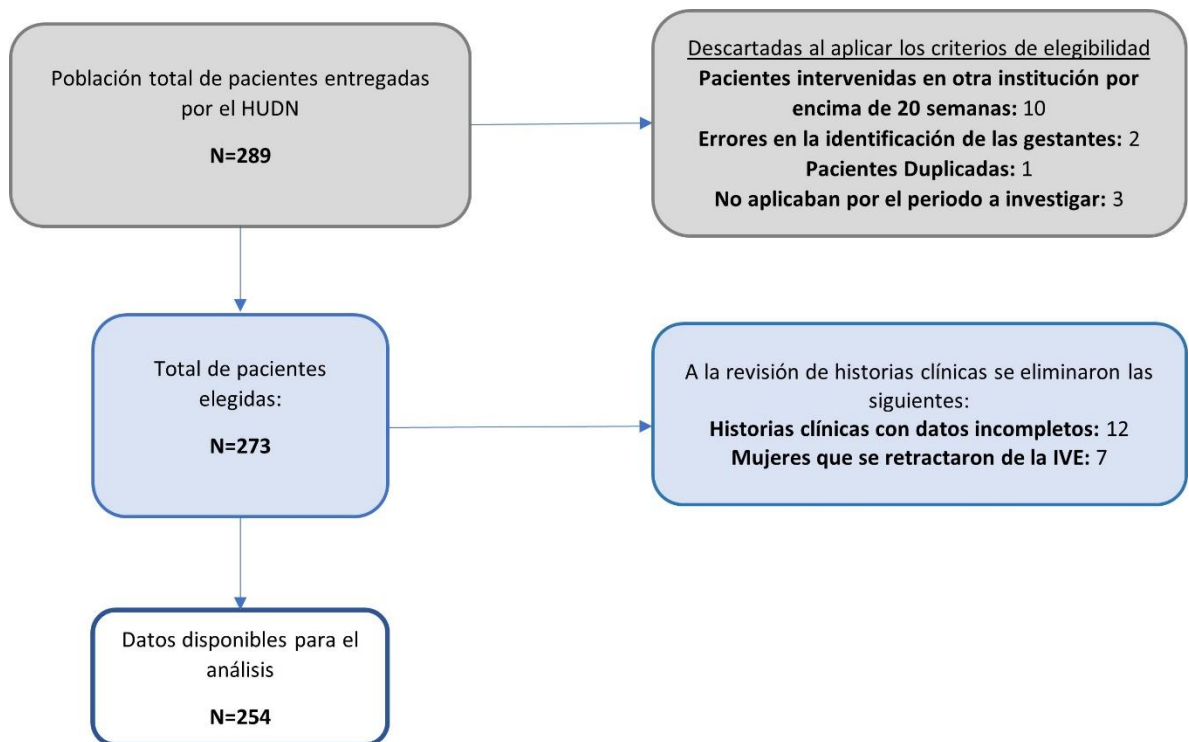 Población total de pacientes entregadas
por el HUDN
N=289
Descartadas al aplicar los criterios de elegibilidad
Pacientes intervenidas en otra institución por
encima de 20 semanas: 10
Errores en la identificación de las gestantes: 2
Pacientes Duplicadas: 1
No aplicaban por el periodo a investigar: 3
Total de pacientes
elegidas:
N=273
A la revisión de historias clínicas se eliminaron las
siguientes:
Historias clínicas con datos incompletos: 12
Mujeres que se retractaron de la IVE: 7
Datos disponibles para el
análisis
N=254